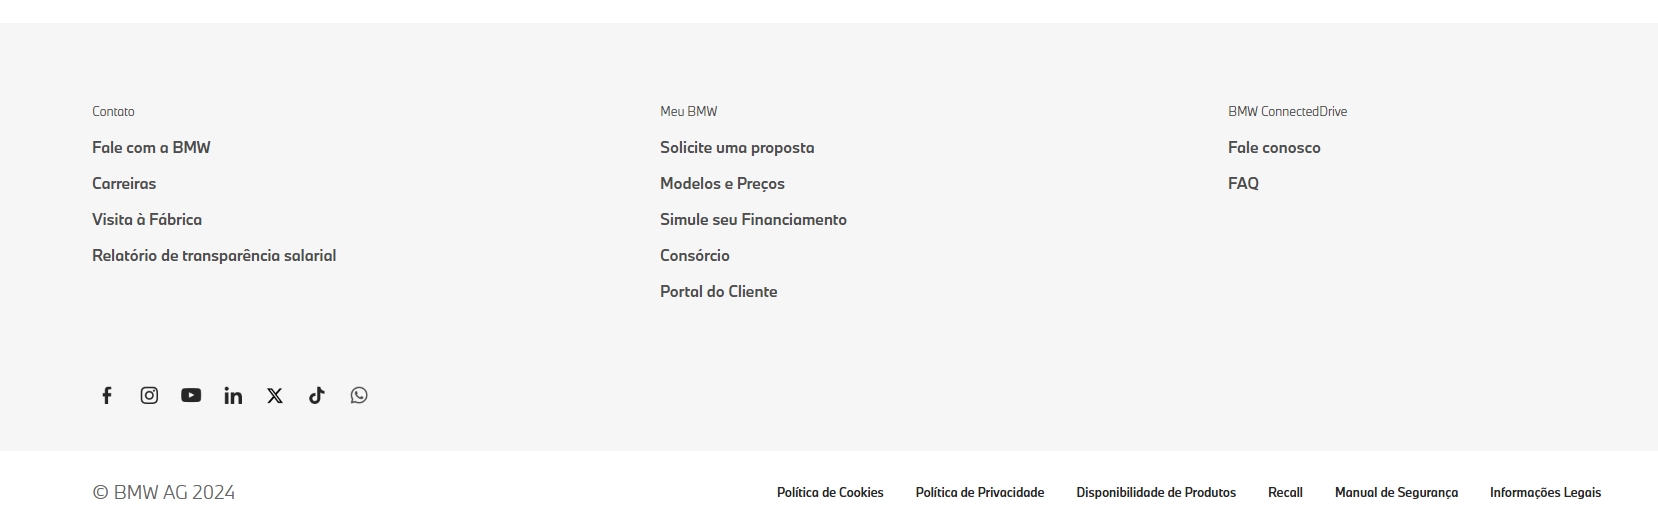 Contato
Fale com a BMW
Carreiras
Visita à Fábrica
Relatório de transparência salarial
Meu BMW
Solicite uma proposta
Modelos e Preços
Simule seu Financiamento
Consórcio
Portal do Cliente
BMW ConnectedDrive
Fale conosco
FAQ
© BMW AG 2024
Política de Cookies
Política de Privacidade
Disponibilidade de Produtos
Recall
Manual de Segurança
Informações Legais